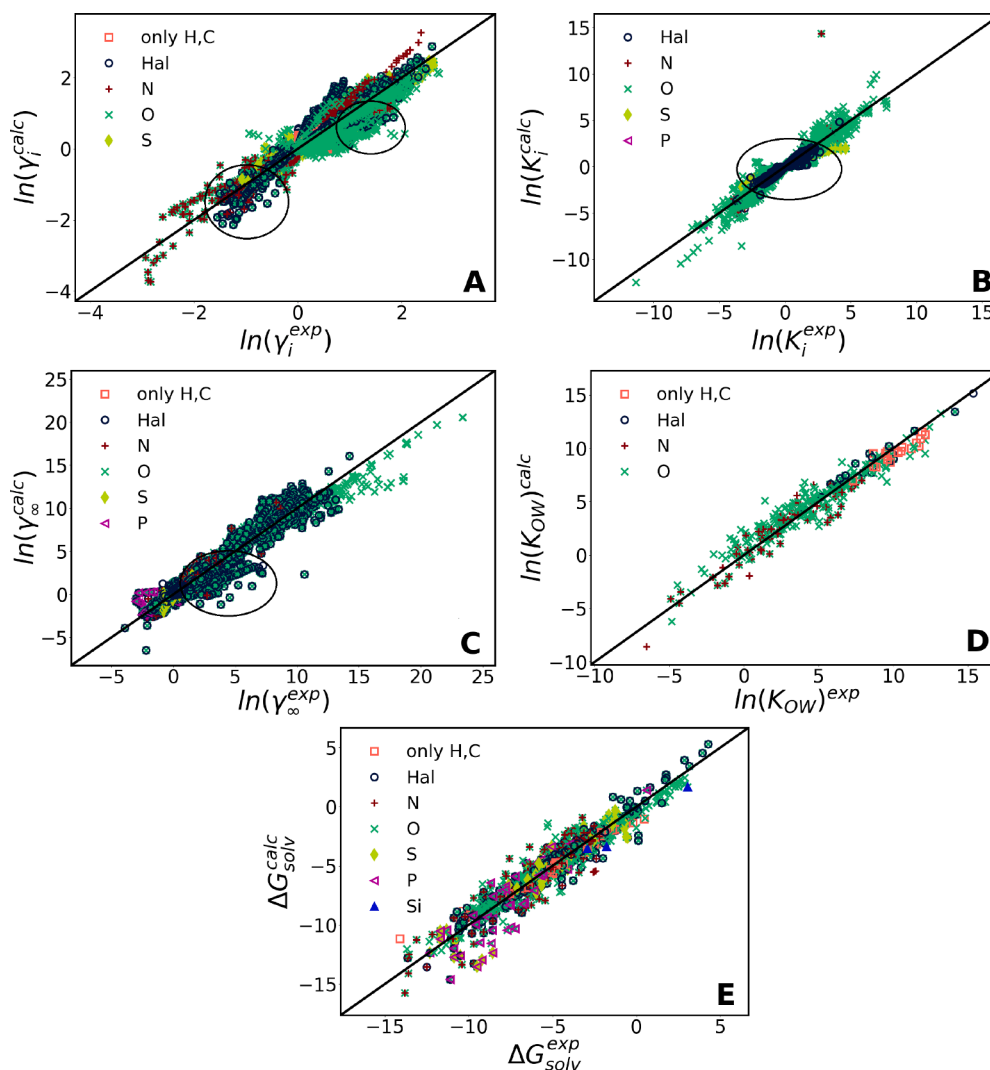 only H,C
Hal
N
O
S
2
0
−2
−4
ln(γ_i^calc)
−4
−2
0
2
ln(γ_i^exp)
A
Hal
N
O
S
P
15
10
5
0
−5
−10
ln(K_i^calc)
−10
−5
0
5
10
15
ln(K_i^exp)
B
only H,C
Hal
N
O
S
P
25
20
15
10
5
0
−5
ln(γ_∞^calc)
−5
0
5
10
15
20
25
ln(γ_∞^exp)
C
only H,C
Hal
N
O
15
10
5
0
−5
−10
ln(K_OW)^calc
−10
−5
0
5
10
15
ln(K_OW)^exp
D
only H,C
Hal
N
O
S
P
Si
5
0
−5
−10
−15
ΔG_solv^calc
−15
−10
−5
0
5
ΔG_solv^exp
E